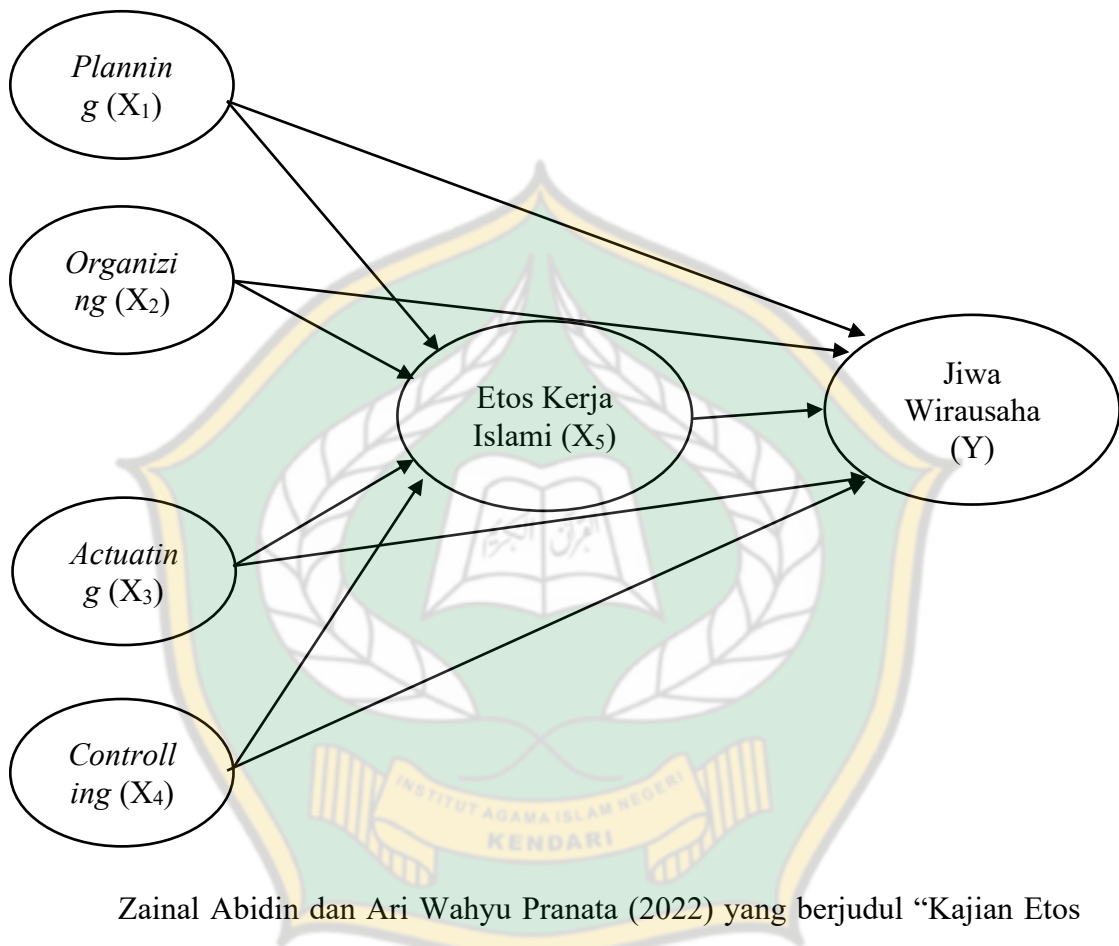 Plannin
g (X₁)
Organizi
ng (X₂)
Etos Kerja
Islami (X₅)
Jiwa
Wirausaha
(Y)
Actuatin
g (X₃)
Controll
ing (X₄)
INSTITUT AGAMA ISLAM NEGERI
KENDARI
Zainal Abidin dan Ari Wahyu Pranata (2022) yang berjudul “Kajian Etos